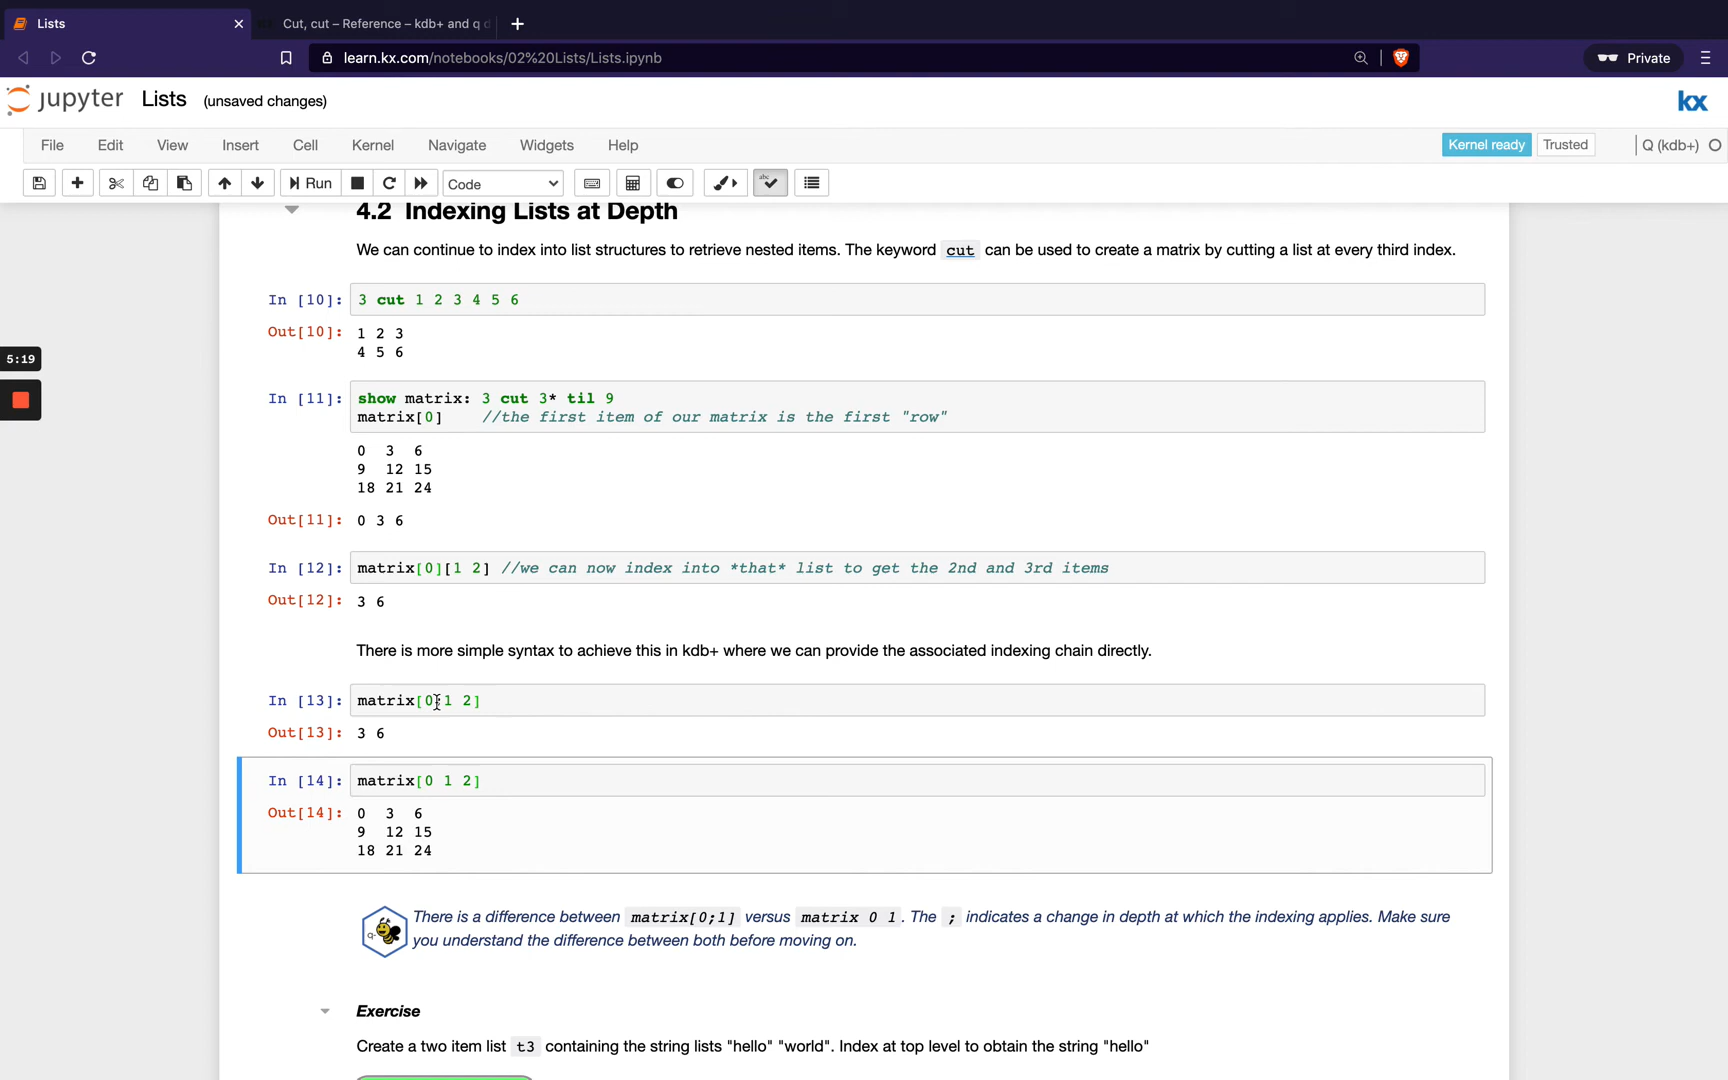 Lists
Cut, cut – Reference – kdb+ and q d
learn.kx.com/notebooks/02%20Lists/Lists.ipynb
Private
jupyter Lists (unsaved changes)
kx
File Edit View Insert Cell Kernel Navigate Widgets Help
Kernel ready Trusted Q (kdb+)
Run Code
4.2 Indexing Lists at Depth
We can continue to index into list structures to retrieve nested items. The keyword cut can be used to create a matrix by cutting a list at every third index.
In [10]: 3 cut 1 2 3 4 5 6
Out[10]: 1 2 3
4 5 6
5:19
In [11]: show matrix: 3 cut 3* til 9
matrix[0] //the first item of our matrix is the first "row"
0 3 6
9 12 15
18 21 24
Out[11]: 0 3 6
In [12]: matrix[0][1 2] //we can now index into *that* list to get the 2nd and 3rd items
Out[12]: 3 6
There is more simple syntax to achieve this in kdb+ where we can provide the associated indexing chain directly.
In [13]: matrix[0;1 2]
Out[13]: 3 6
In [14]: matrix[0 1 2]
Out[14]: 0 3 6
9 12 15
18 21 24
q-
There is a difference between matrix[0;1] versus matrix 0 1. The ; indicates a change in depth at which the indexing applies. Make sure
you understand the difference between both before moving on.
Exercise
Create a two item list t3 containing the string lists "hello" "world". Index at top level to obtain the string "hello"